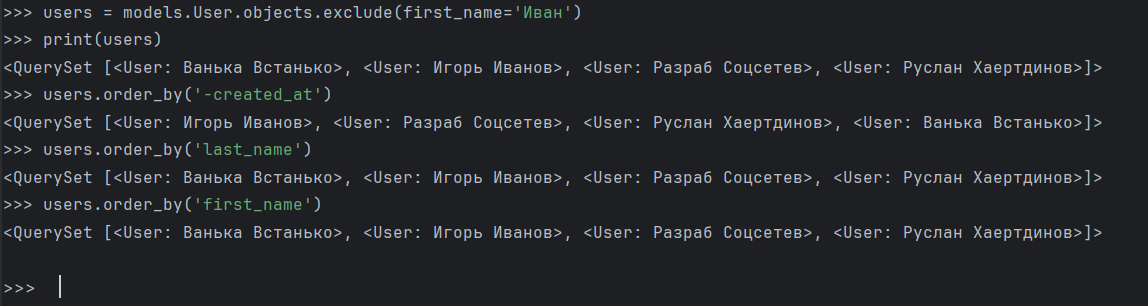 >>> users = models.User.objects.exclude(first_name='Иван')
>>> print(users)
<QuerySet [<User: Ванька Встанько>, <User: Игорь Иванов>, <User: Разраб Соцсетев>, <User: Руслан Хаертдинов>]>
>>> users.order_by('-created_at')
<QuerySet [<User: Игорь Иванов>, <User: Разраб Соцсетев>, <User: Руслан Хаертдинов>, <User: Ванька Встанько>]>
>>> users.order_by('last_name')
<QuerySet [<User: Ванька Встанько>, <User: Игорь Иванов>, <User: Разраб Соцсетев>, <User: Руслан Хаертдинов>]>
>>> users.order_by('first_name')
<QuerySet [<User: Ванька Встанько>, <User: Игорь Иванов>, <User: Разраб Соцсетев>, <User: Руслан Хаертдинов>]>
>>>